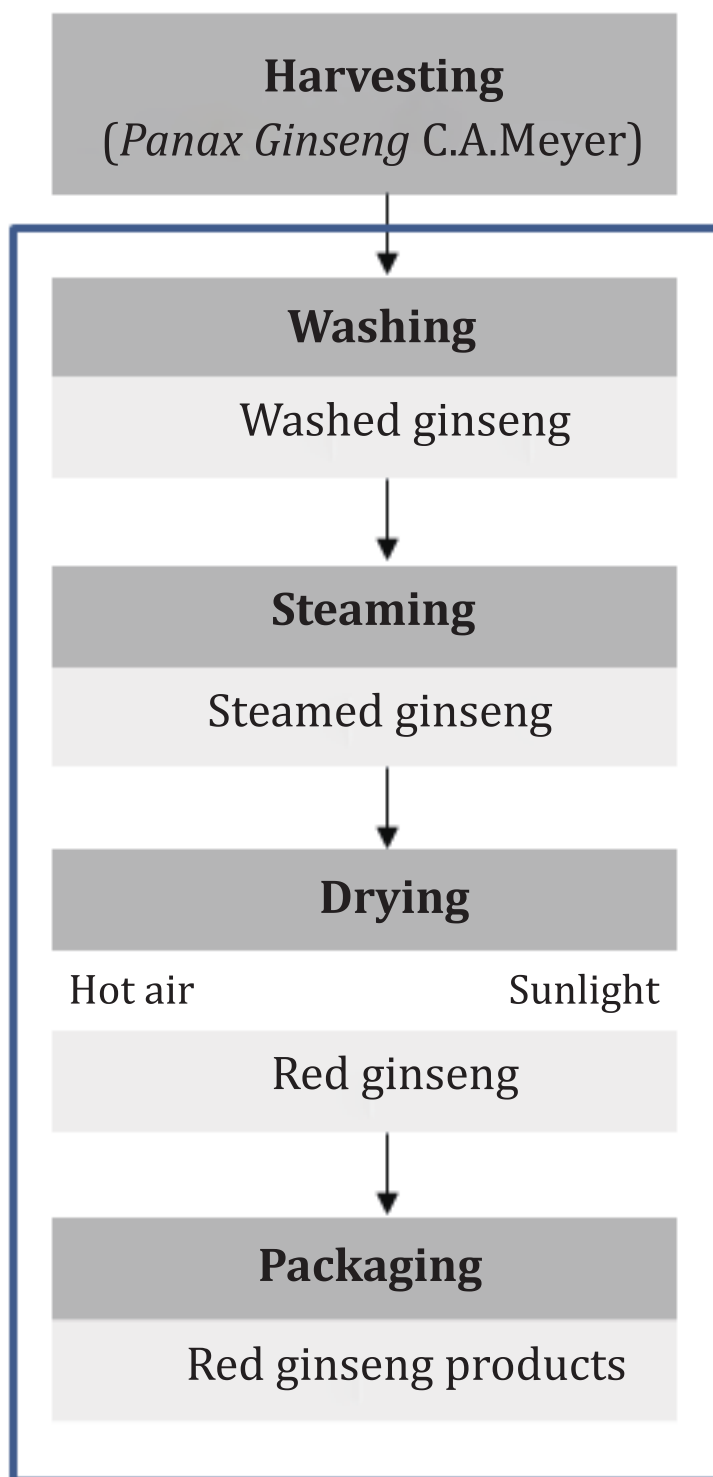 Harvesting
(Panax Ginseng C.A.Meyer)
Washing
Washed ginseng
Steaming
Steamed ginseng
Drying
Hot air Sunlight
Red ginseng
Packaging
Red ginseng products